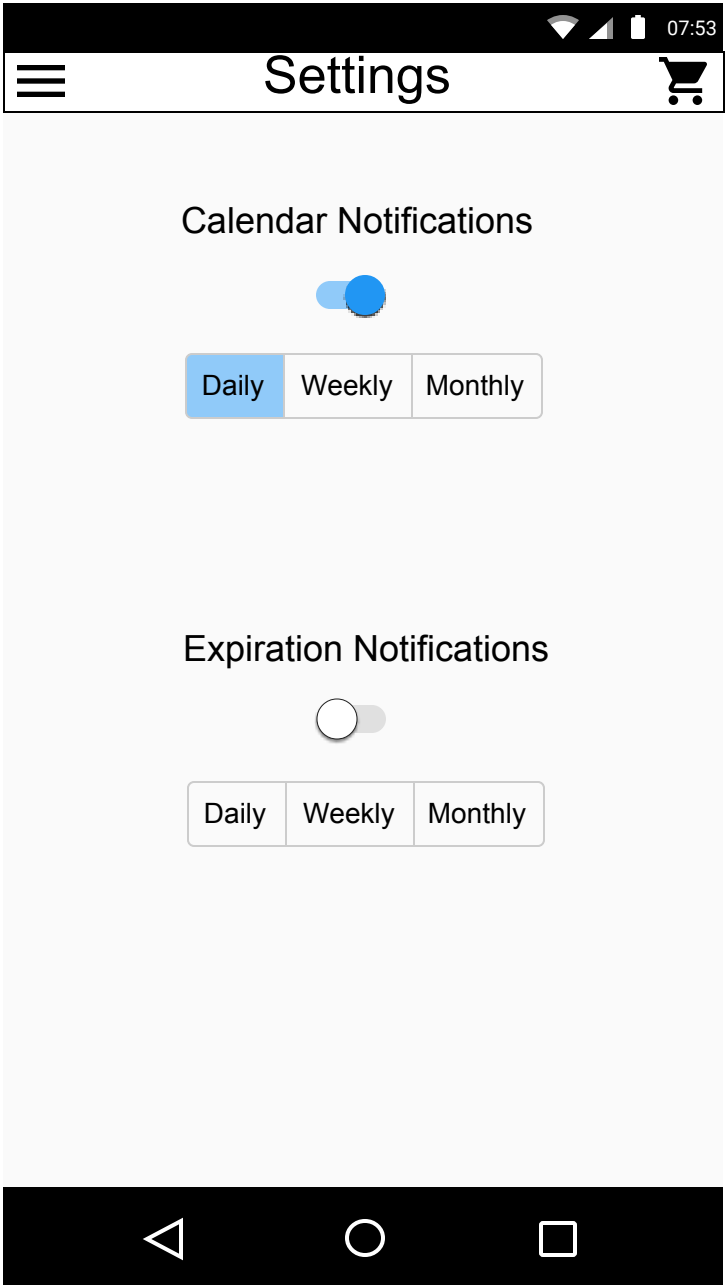 07:53
Settings
Calendar Notifications
Daily Weekly Monthly
Expiration Notifications
Daily Weekly Monthly